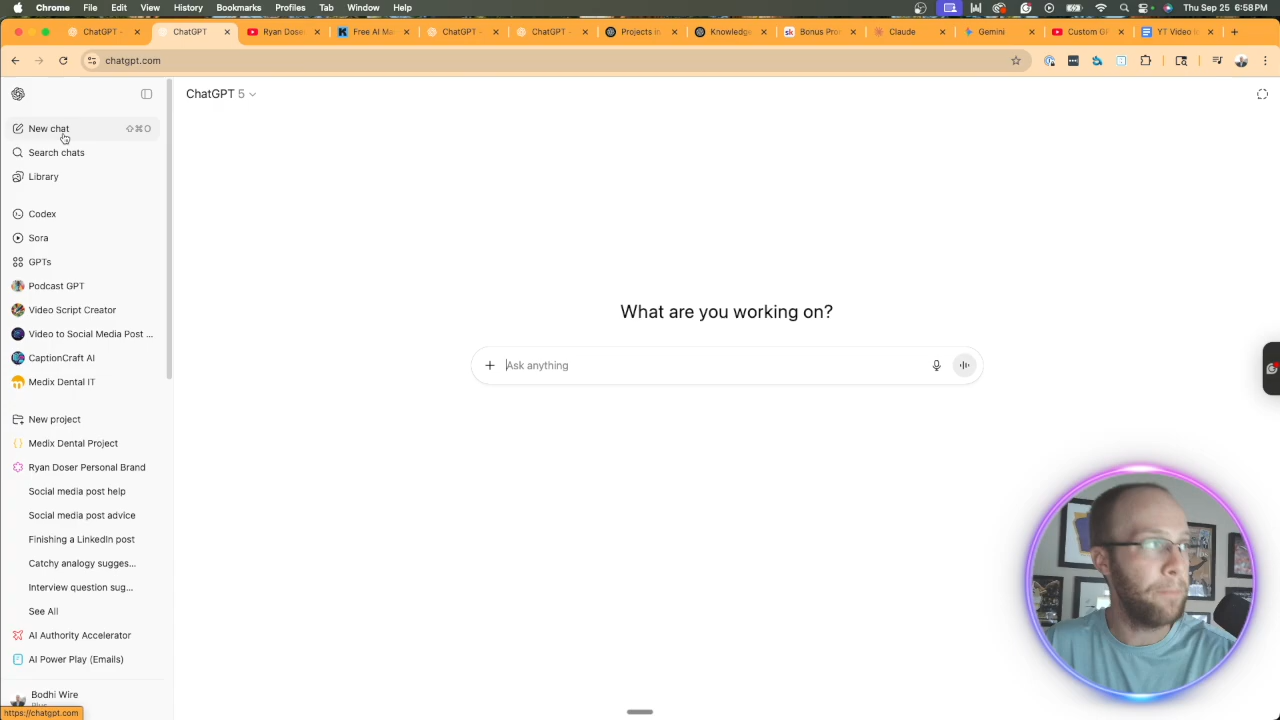 Chrome File Edit View History Bookmarks Profiles Tab Window Help Thu Sep 25
ChatGPT - ChatGPT Ryan Doser Free AI Ma ChatGPT - ChatGPT - Projects in Knowledge Bonus Pro Claude Gemini Custom GP YT Video I
chatgpt.com
ChatGPT 5
New chat ⇧⌘O
Search chats
Library
Codex
Sora
GPTs
Podcast GPT
Video Script Creator
What are you working on?
Video to Social Media Post ...
CaptionCraft AI
Ask anything
Medix Dental IT
New project
Medix Dental Project
Ryan Doser Personal Brand
Social media post help
Social media post advice
Finishing a LinkedIn post
Catchy analogy sugges...
Interview question sug...
See All
AI Authority Accelerator
AI Power Play (Emails)
Bodhi Wire
Plus
https://chatgpt.com